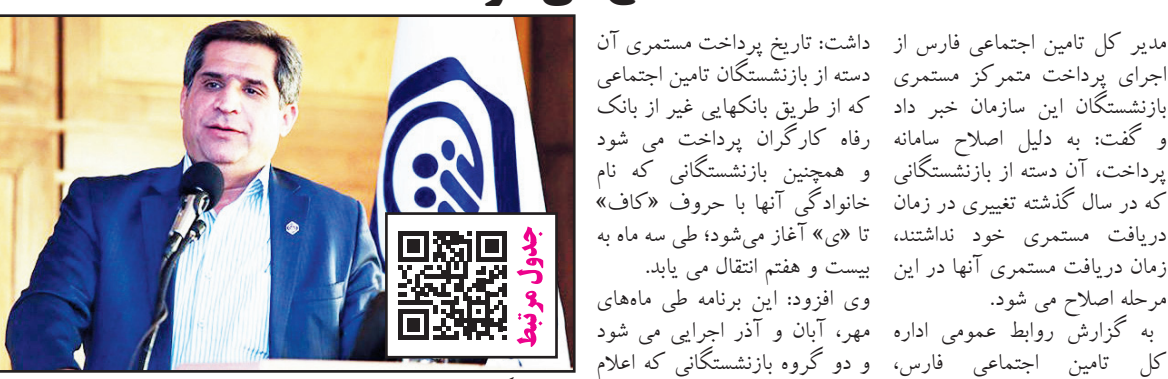 مدیر کل تامین اجتماعی فارس از
اجرای پرداخت متمرکز مستمری
بازنشستگان این سازمان خبر داد
و گفت: به دلیل اصلاح سامانه
پرداخت، آن دسته از بازنشستگانی
که در سال گذشته تغییری در زمان
دریافت مستمری خود نداشتند،
زمان دریافت مستمری آنها در این
مرحله اصلاح می شود.
به گزارش روابط عمومی اداره
کل تامین اجتماعی فارس،
داشت: تاریخ پرداخت مستمری آن
دسته از بازنشستگان تامین اجتماعی
که از طریق بانکهایی غیر از بانک
رفاه کارگران پرداخت می شود
و همچنین بازنشستگانی که نام
خانوادگی آنها با حروف «کاف»
تا «ی» آغاز می‌شود؛ طی سه ماه به
بیست و هفتم انتقال می یابد.
وی افزود: این برنامه طی ماه‌های
مهر، آبان و آذر اجرایی می شود
و دو گروه بازنشستگانی که اعلام
جدول مرتبط